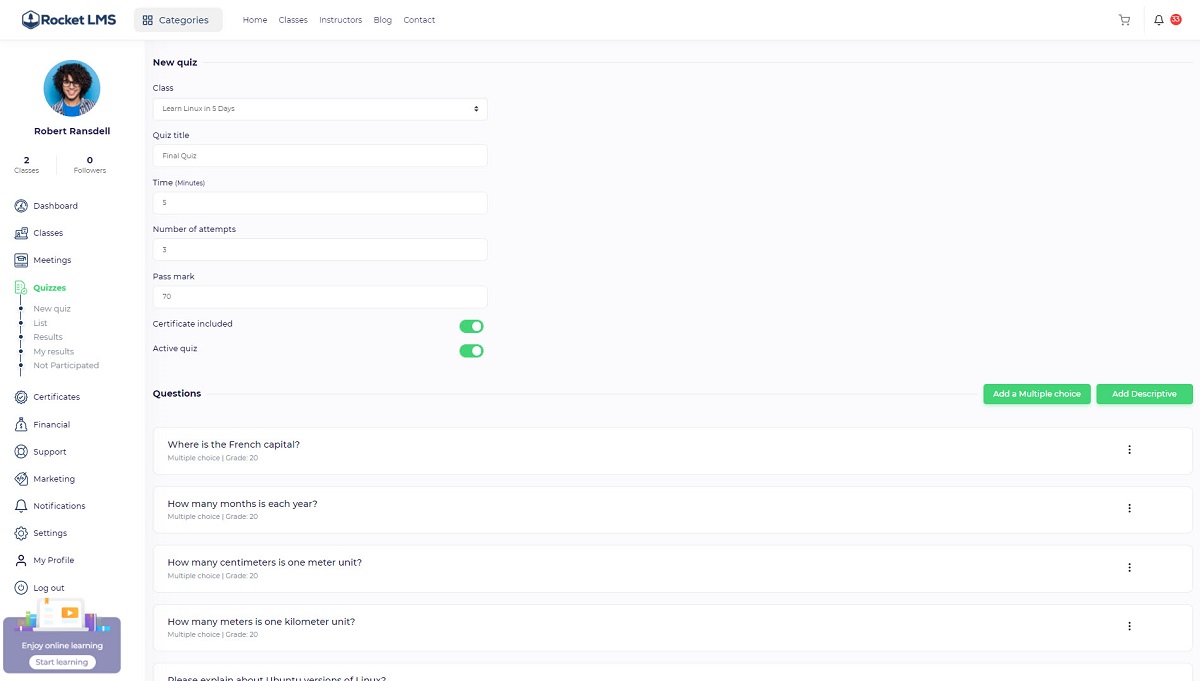 Rocket LMS
Categories
Home
Classes
Instructors
Blog
Contact
33
Robert Ransdell
2
Classes
0
Followers
Dashboard
Classes
Meetings
Quizzes
New quiz
List
Results
My results
Not Participated
Certificates
Financial
Support
Marketing
Notifications
Settings
My Profile
Log out
Enjoy online learning
Start learning
New quiz
Class
Learn Linux in 5 Days
Quiz title
Final Quiz
Time (Minutes)
5
Number of attempts
3
Pass mark
70
Certificate included
Active quiz
Questions
Add a Multiple choice
Add Descriptive
Where is the French capital?
Multiple choice | Grade: 20
How many months is each year?
Multiple choice | Grade: 20
How many centimeters is one meter unit?
Multiple choice | Grade: 20
How many meters is one kilometer unit?
Multiple choice | Grade: 20
Please explain about Ubuntu versions of Linux?